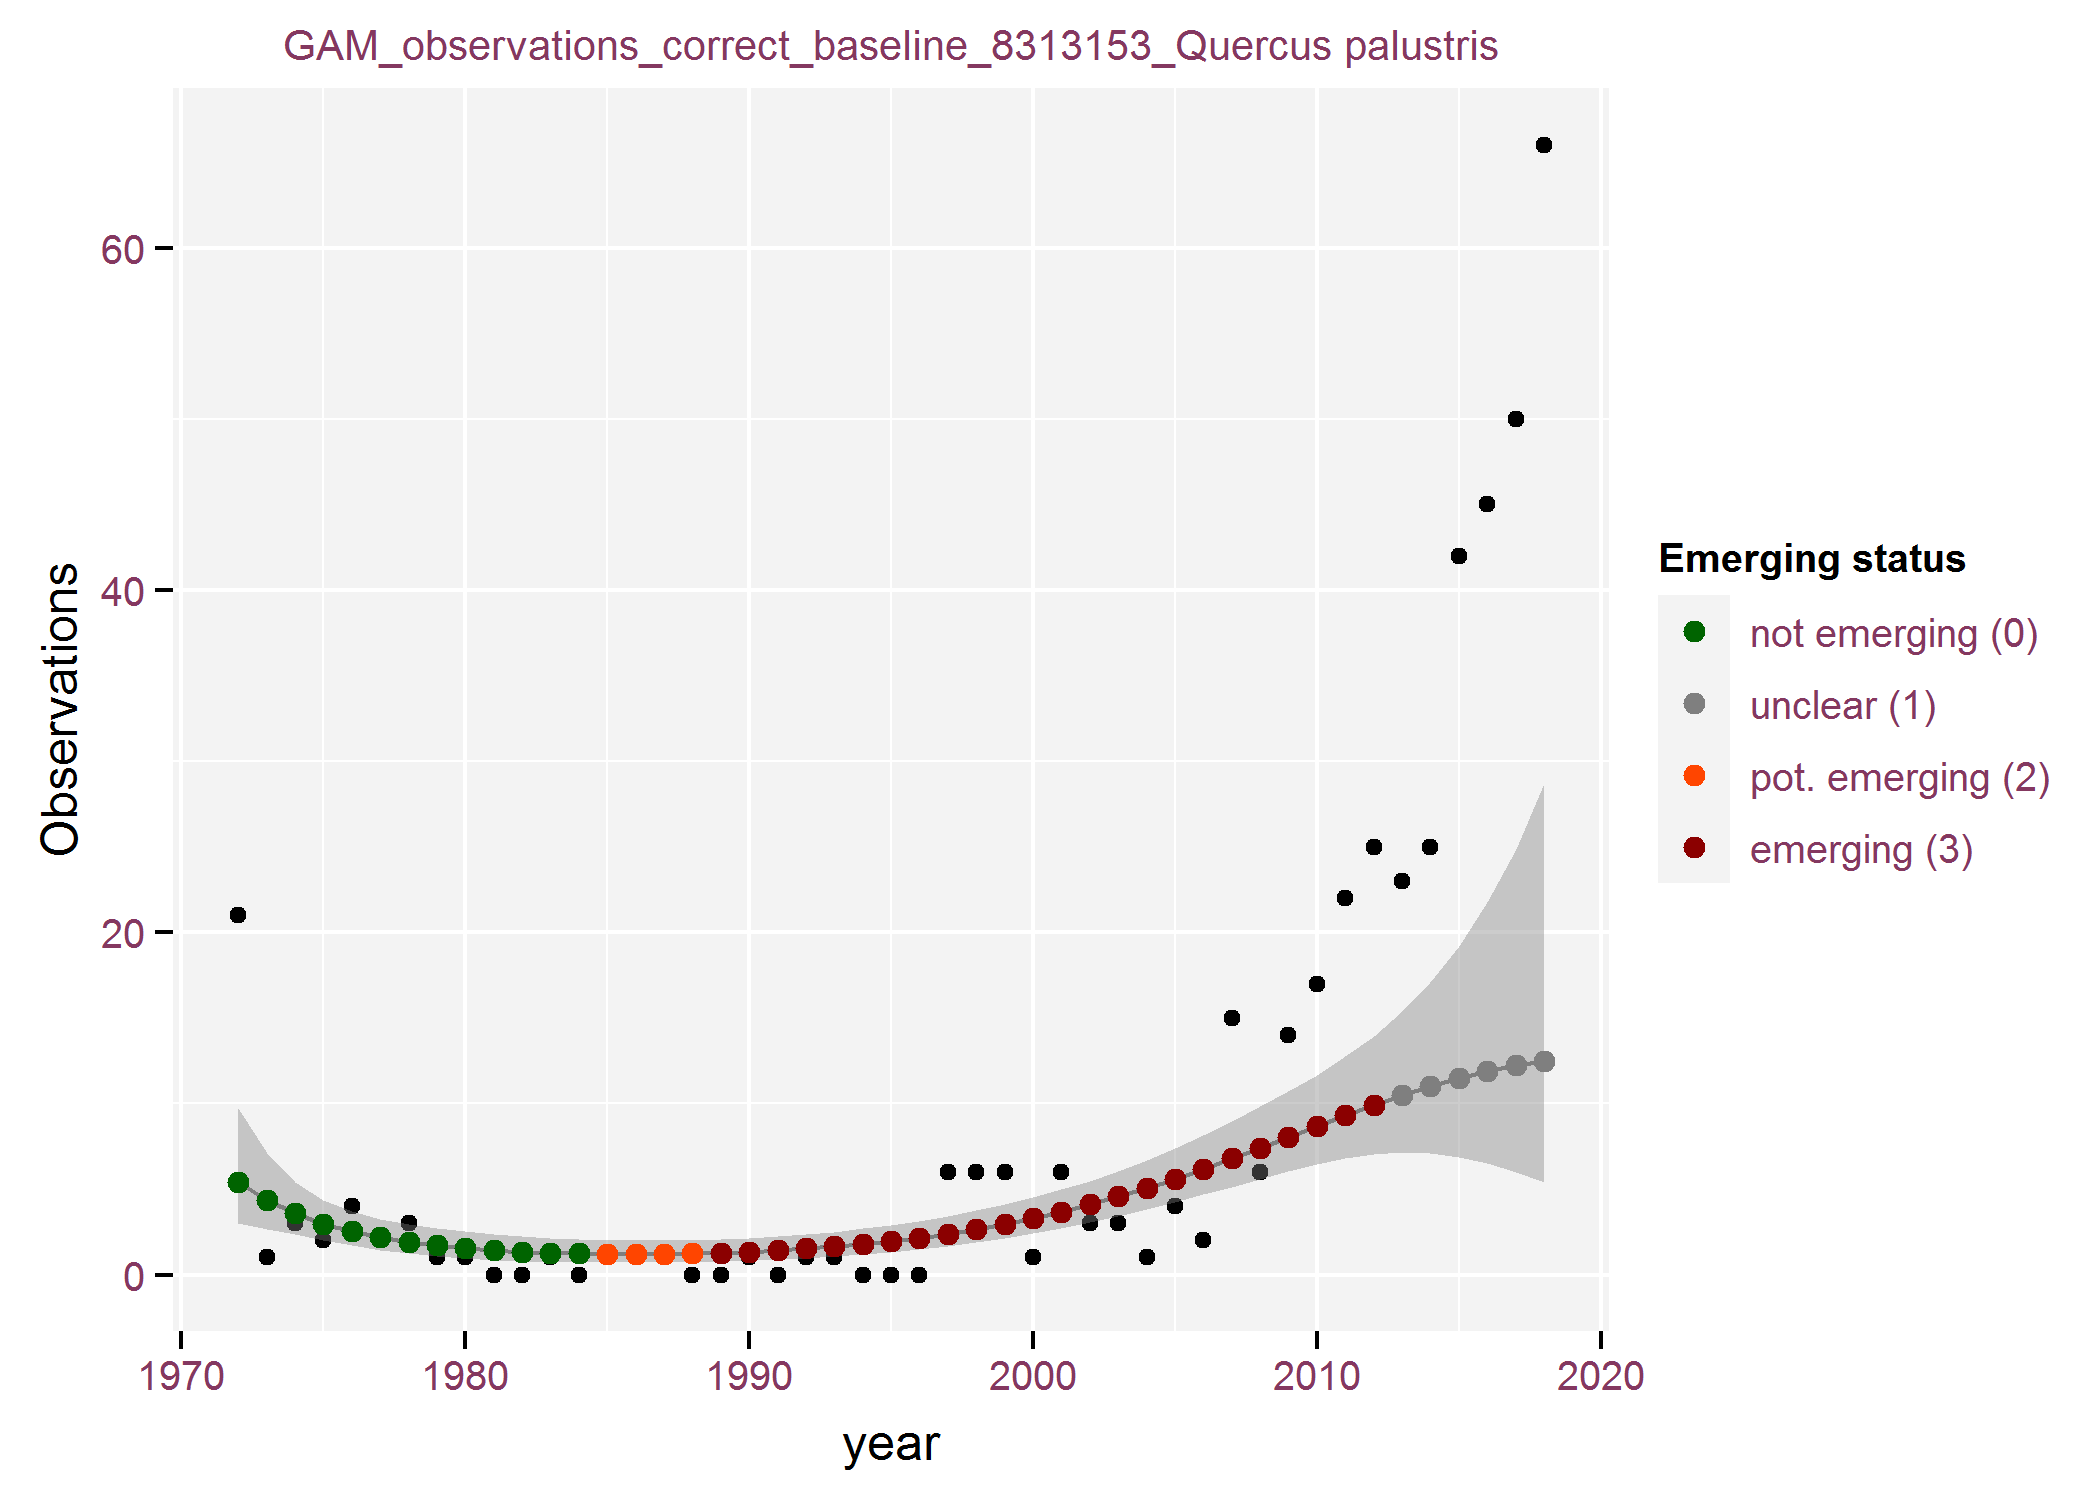 GAM_observations_correct_baseline_8313153_Quercus palustris
60
40
20
0
Observations
1970 1980 1990 2000 2010 2020
year
Emerging status
not emerging (0)
unclear (1)
pot. emerging (2)
emerging (3)